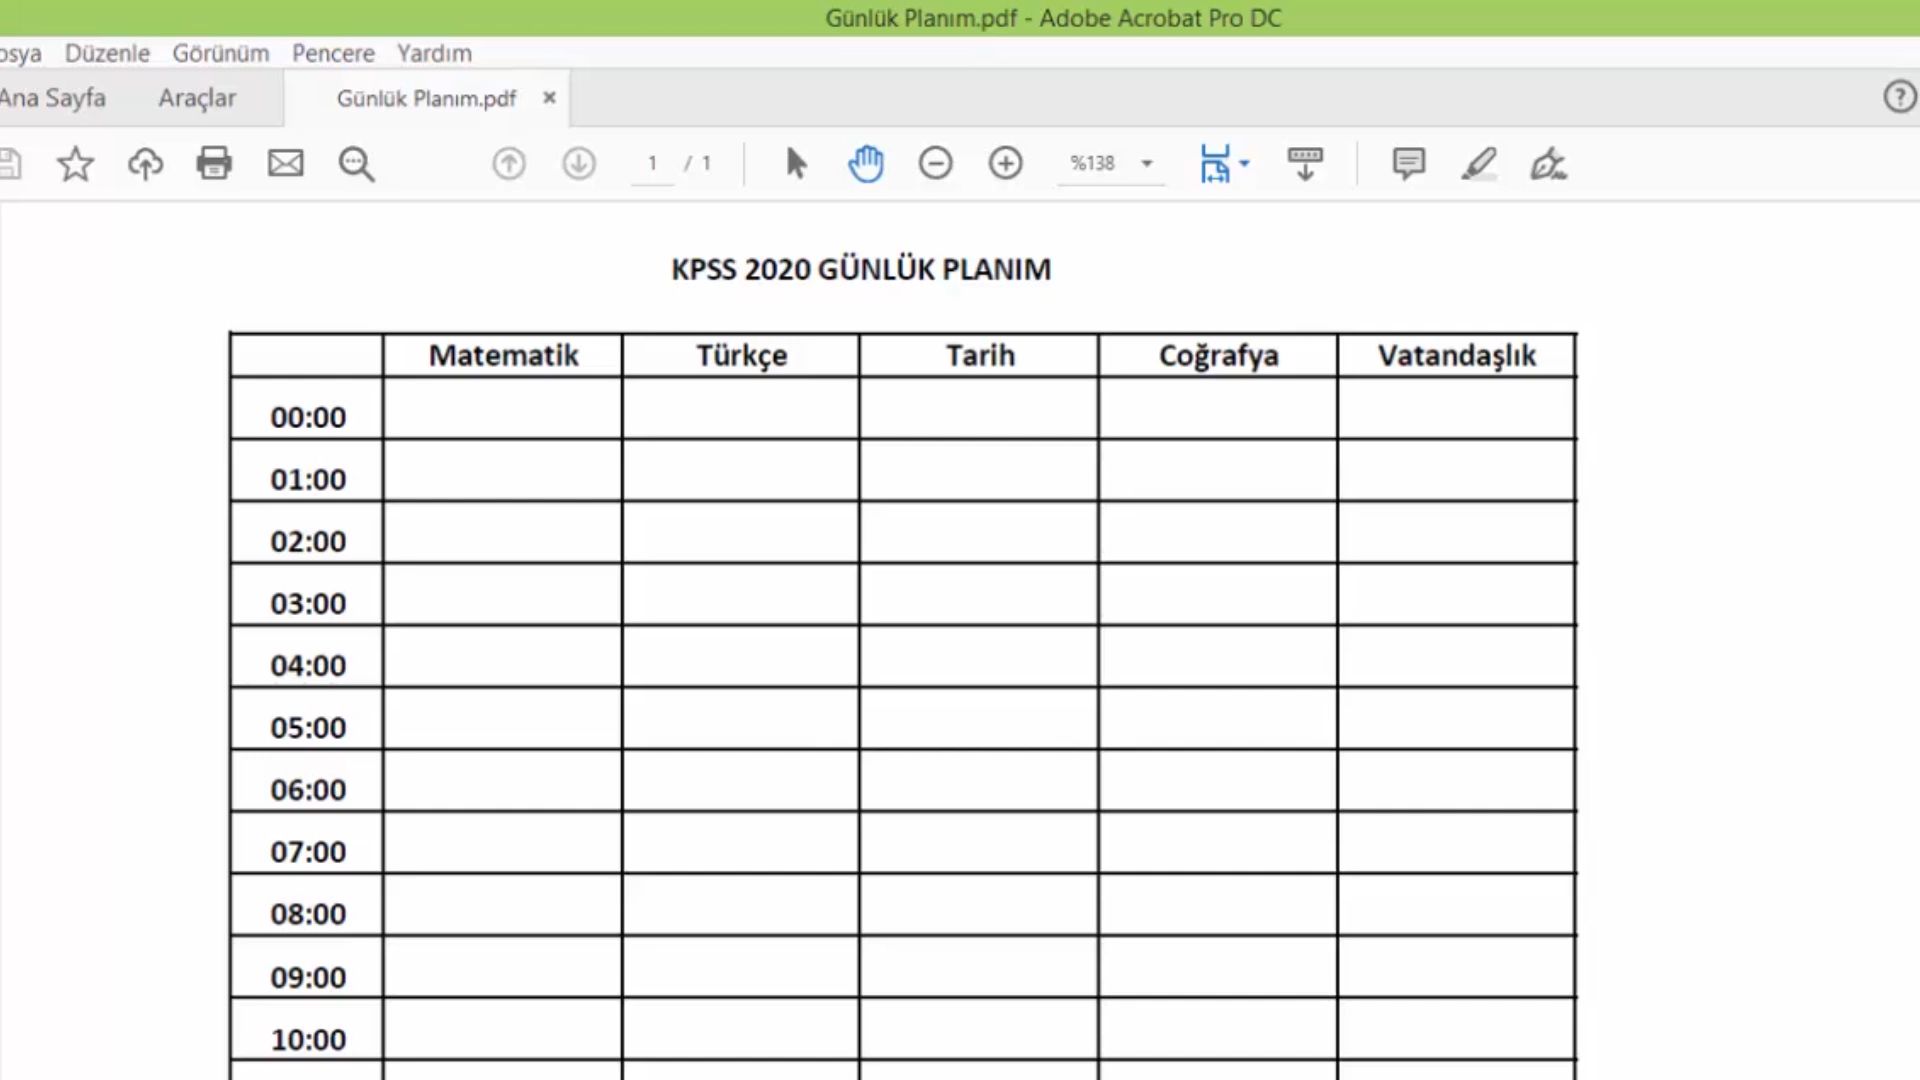 Günlük Planım.pdf - Adobe Acrobat Pro DC
osya Düzenle Görünüm Pencere Yardım
Ana Sayfa Araçlar Günlük Planım.pdf
1 / 1 %138
KPSS 2020 GÜNLÜK PLANIM
Matematik Türkçe Tarih Coğrafya Vatandaşlık
00:00
01:00
02:00
03:00
04:00
05:00
06:00
07:00
08:00
09:00
10:00